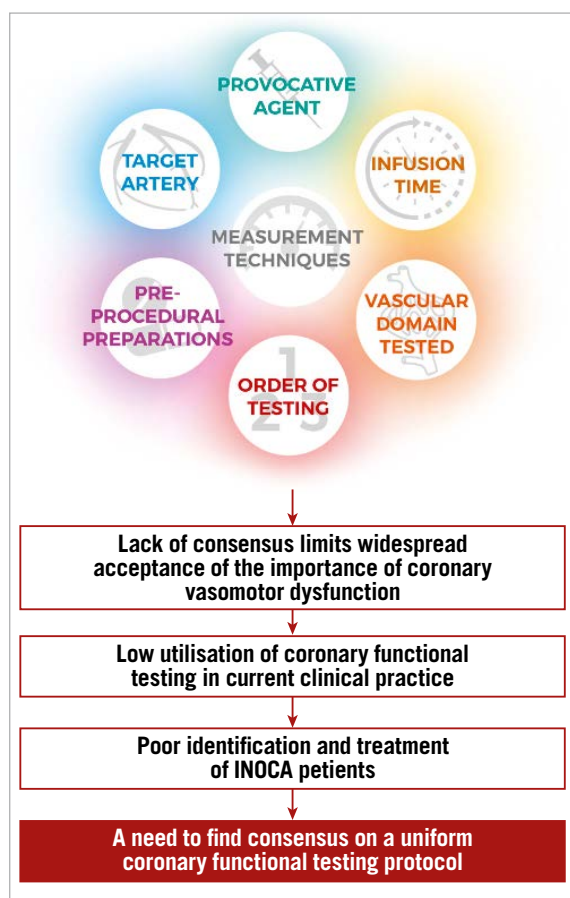 PROVOCATIVE
AGENT
TARGET
ARTERY
INFUSION
TIME
MEASUREMENT
TECHNIQUES
PRE-
PROCEDURAL
PREPARATIONS
VASCULAR
DOMAIN
TESTED
1
ORDER OF
TESTING
2 3
Lack of consensus limits widespread
acceptance of the importance of coronary
vasomotor dysfunction
Low utilisation of coronary functional
testing in current clinical practice
Poor identification and treatment
of INOCA petients
A need to find consensus on a uniform
coronary functional testing protocol